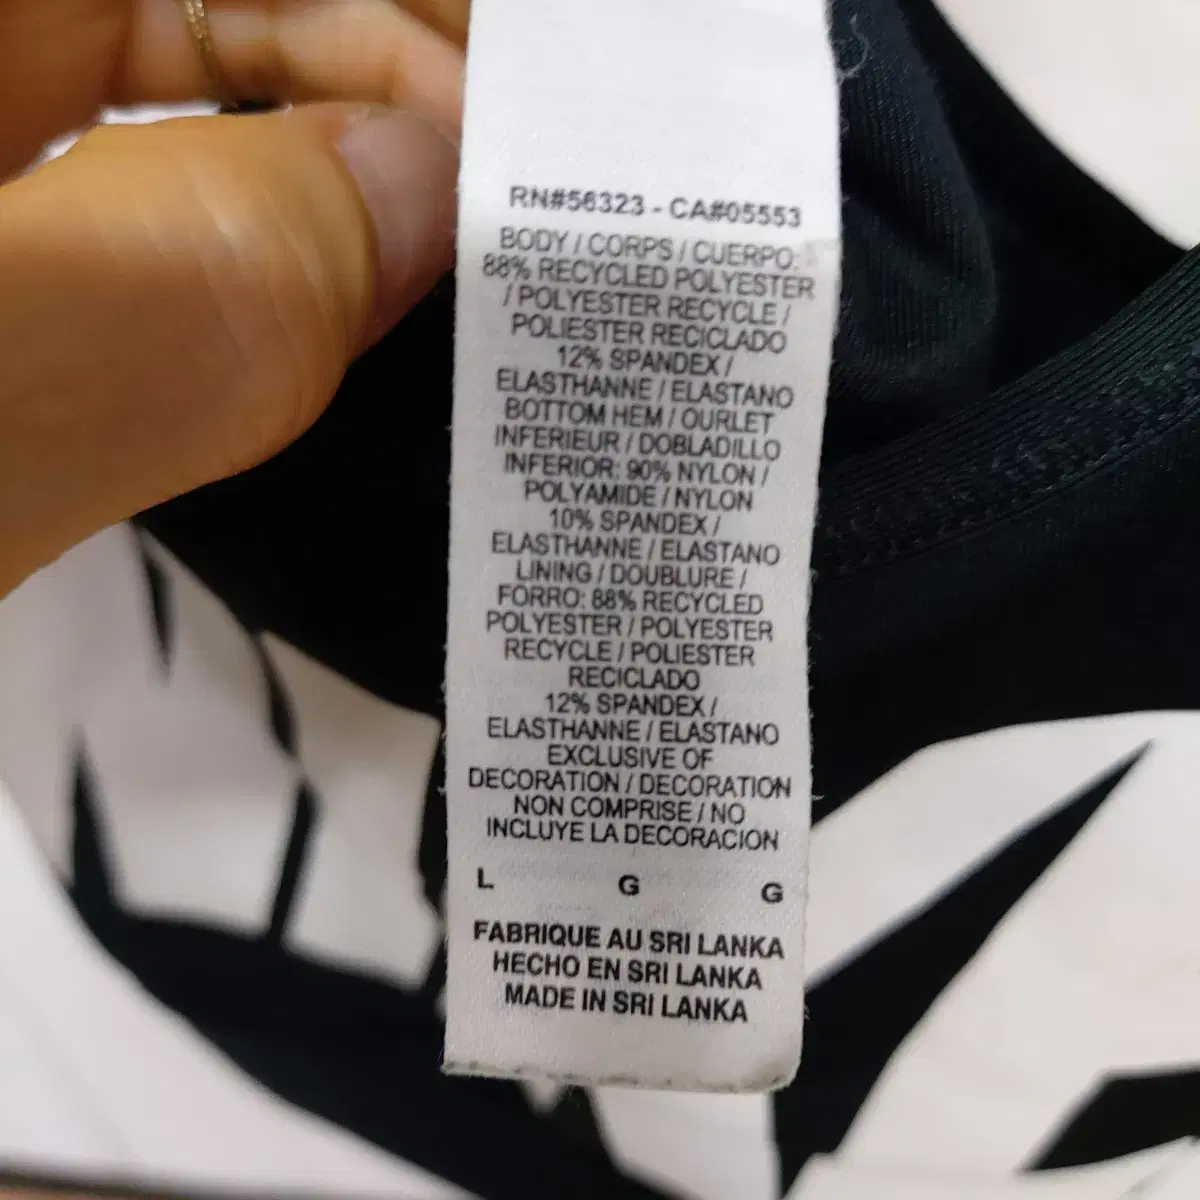 RN#56323 - CA#05553
BODY / CORPS / CUERPO:
88% RECYCLED POLYESTER
/ POLYESTER RECYCLE /
POLIESTER RECICLADO
12% SPANDEX /
ELASTHANNE / ELASTANO
BOTTOM HEM / OURLET
INFERIEUR / DOBLADILLO
INFERIOR: 90% NYLON /
POLYAMIDE / NYLON
10% SPANDEX /
ELASTHANNE / ELASTANO
LINING / DOUBLURE /
FORRO: 88% RECYCLED
POLYESTER / POLYESTER
RECYCLE / POLIESTER
RECICLADO
12% SPANDEX /
ELASTHANNE / ELASTANO
EXCLUSIVE OF
DECORATION / DECORATION
NON COMPRISE / NO
INCLUYE LA DECORACION
L G G
FABRIQUE AU SRI LANKA
HECHO EN SRI LANKA
MADE IN SRI LANKA